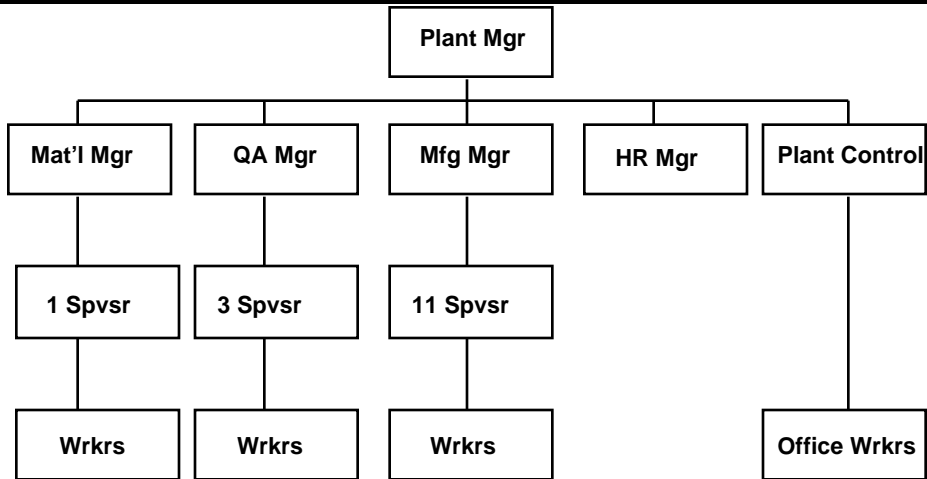 Plant Mgr
Mat’l Mgr
QA Mgr
Mfg Mgr
HR Mgr
Plant Control
1 Spvsr
3 Spvsr
11 Spvsr
Wrkrs
Wrkrs
Wrkrs
Office Wrkrs